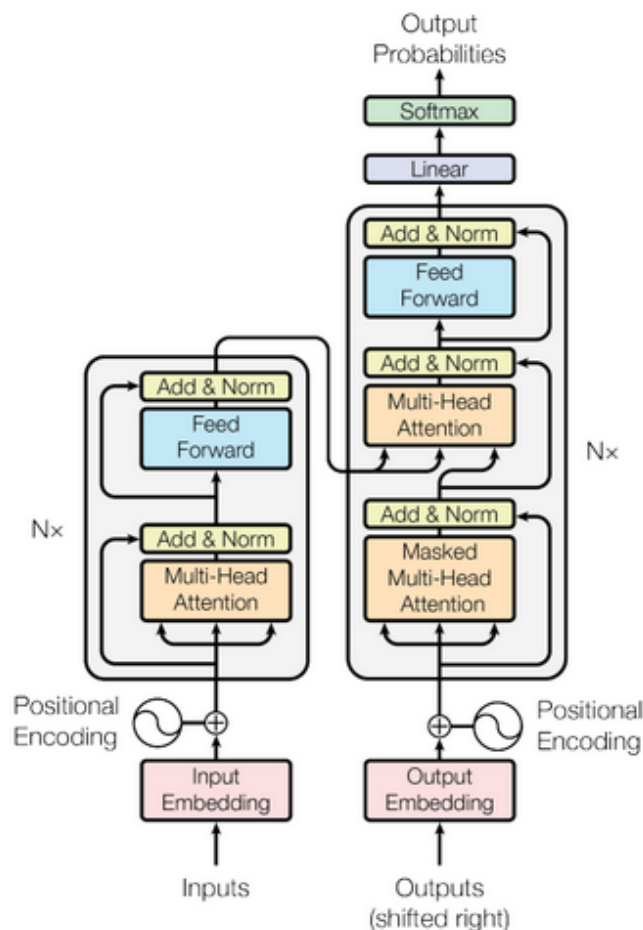 Output
Probabilities
Softmax
Linear
Add & Norm
Feed
Forward
Add & Norm
Multi-Head
Attention
Add & Norm
Masked
Multi-Head
Attention
N×
Add & Norm
Feed
Forward
Add & Norm
Multi-Head
Attention
N×
Positional
Encoding
Positional
Encoding
Input
Embedding
Output
Embedding
Inputs
Outputs
(shifted right)